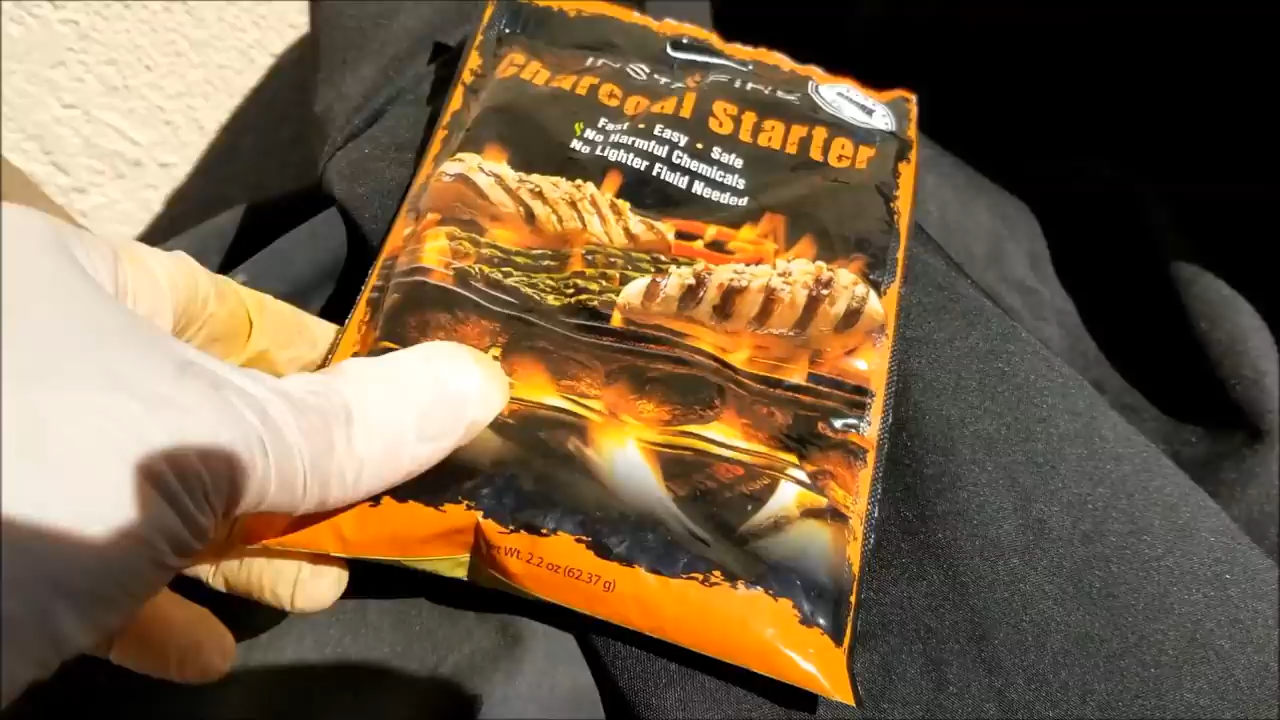 INSTAFIRE
Charcoal Starter
Fast • Easy • Safe
No Harmful Chemicals
No Lighter Fluid Needed
Net Wt. 2.2 oz (62.37 g)